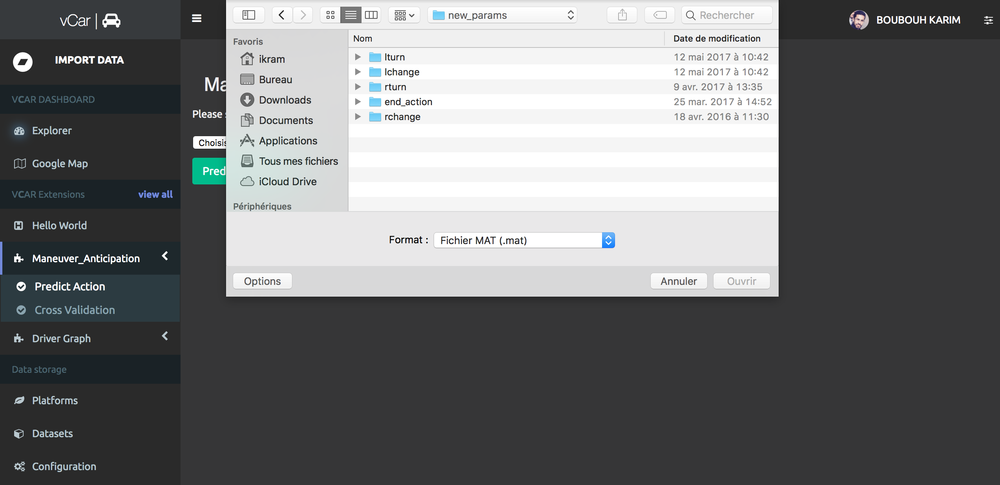 vCar
BOUBOUH KARIM
IMPORT DATA
VCAR DASHBOARD
Explorer
Google Map
VCAR Extensions
view all
Hello World
Maneuver_Anticipation
Predict Action
Cross Validation
Driver Graph
Data storage
Platforms
Datasets
Configuration
Ma
Please
Choisis
Pred
new_params
Rechercher
Favoris
ikram
Bureau
Downloads
Documents
Applications
Tous mes fichiers
iCloud Drive
Périphériques
Nom Date de modification
lturn 12 mai 2017 à 10:42
lchange 12 mai 2017 à 10:42
rturn 9 avr. 2017 à 13:35
end_action 25 mar. 2017 à 14:52
rchange 18 avr. 2016 à 11:30
Format : Fichier MAT (.mat)
Options Annuler Ouvrir